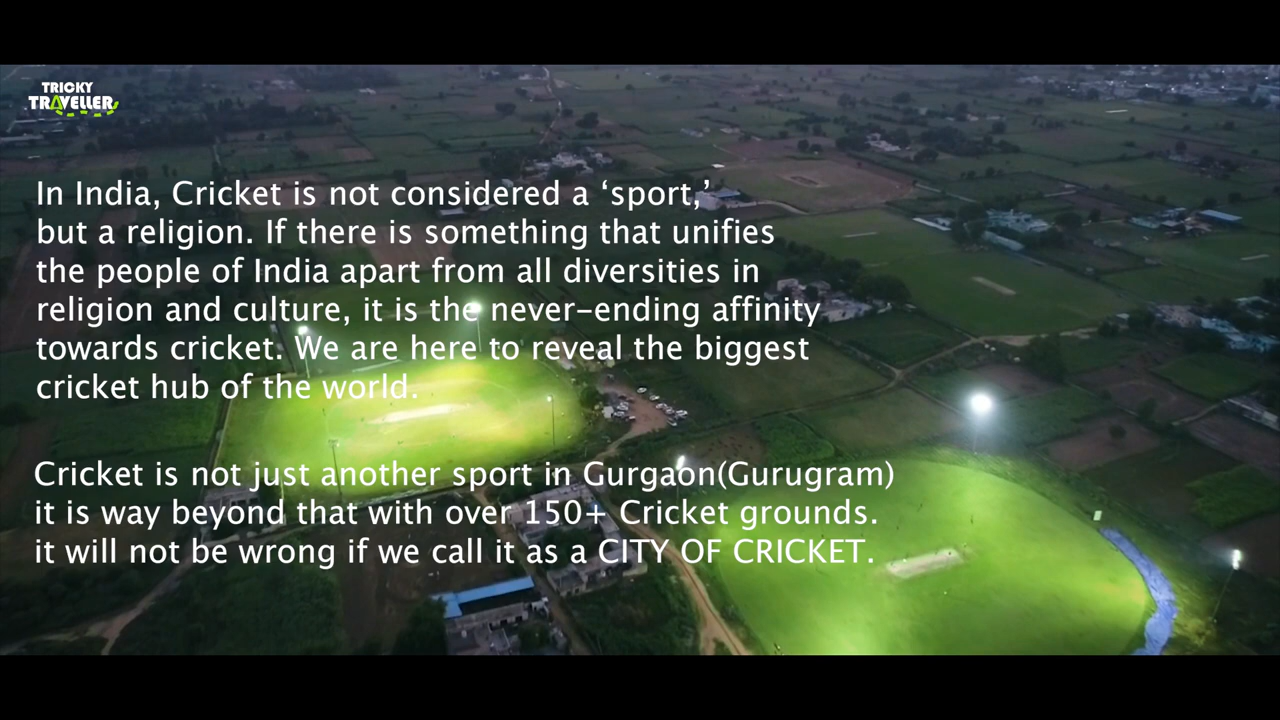 TRICKY
TRAVELLER
In India, Cricket is not considered a ‘sport,’
but a religion. If there is something that unifies
the people of India apart from all diversities in
religion and culture, it is the never-ending affinity
towards cricket. We are here to reveal the biggest
cricket hub of the world.
Cricket is not just another sport in Gurgaon(Gurugram)
it is way beyond that with over 150+ Cricket grounds.
it will not be wrong if we call it as a CITY OF CRICKET.